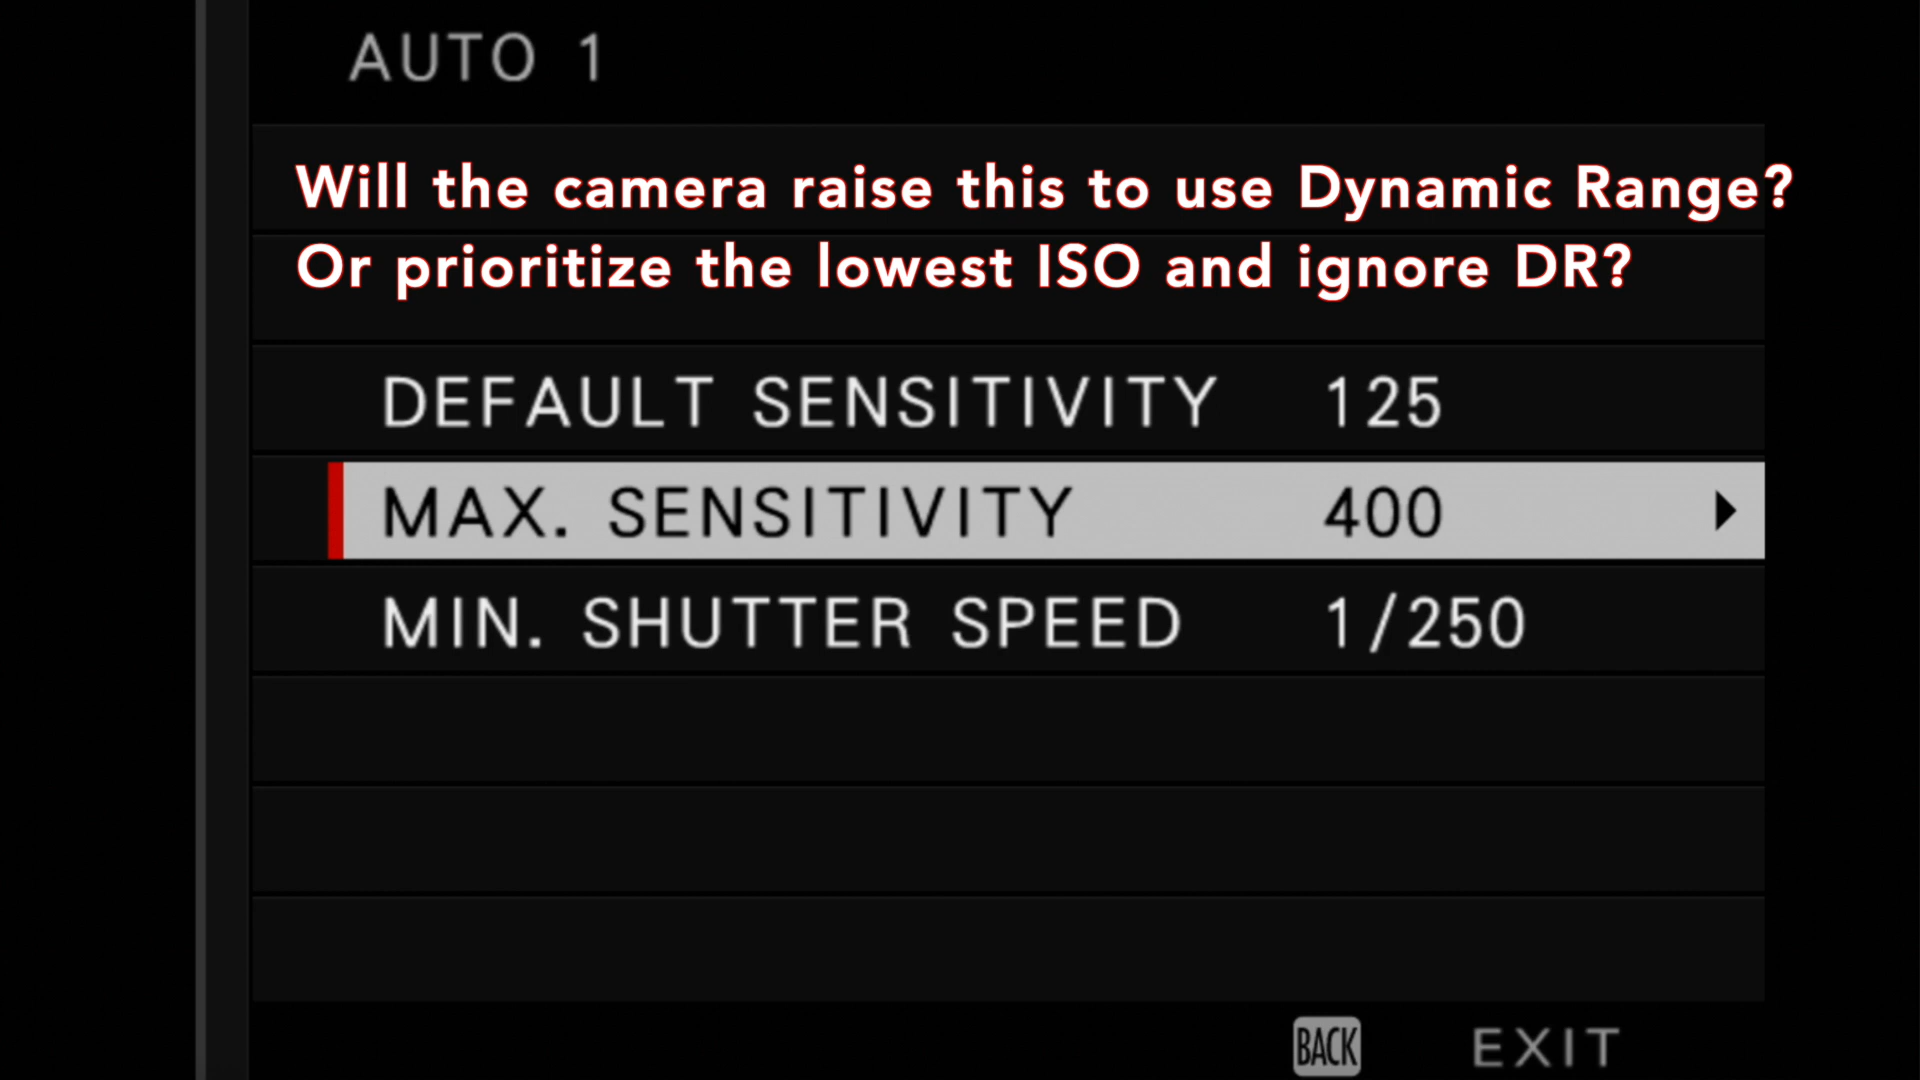 AUTO 1
Will the camera raise this to use Dynamic Range?
Or prioritize the lowest ISO and ignore DR?
DEFAULT SENSITIVITY 125
MAX. SENSITIVITY 400
MIN. SHUTTER SPEED 1/250
BACK EXIT